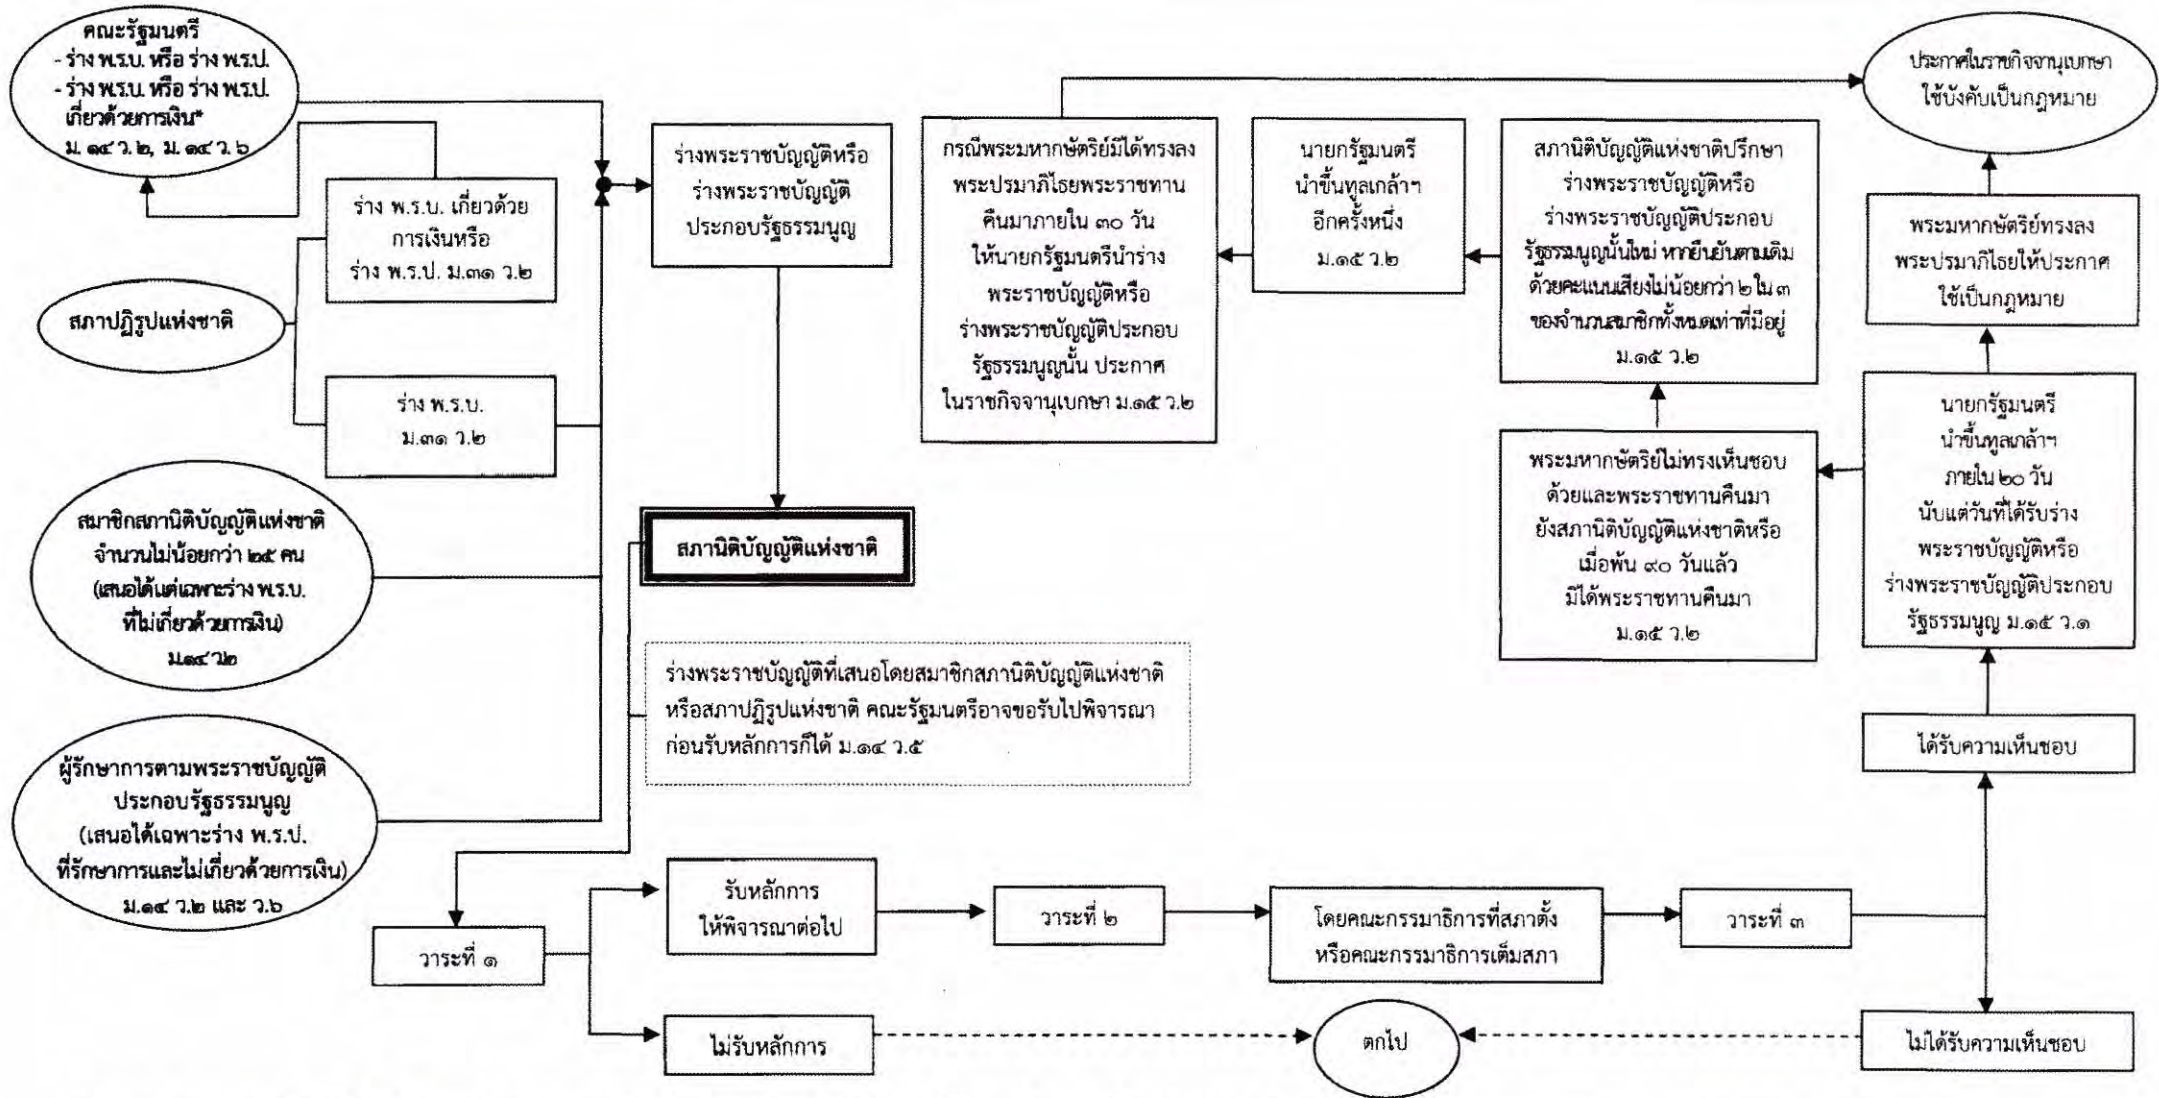 คณะรัฐมนตรี
- ร่าง พ.ร.บ. หรือ ร่าง พ.ร.ป.
- ร่าง พ.ร.บ. หรือ ร่าง พ.ร.ป.
เกี่ยวด้วยการเงิน*
ม. ๑๔ ว. ๒, ม. ๑๔ ว. ๖
ร่าง พ.ร.บ. เกี่ยวด้วย
การเงินหรือ
ร่าง พ.ร.ป. ม.๓๑ ว.๒
สภาปฏิรูปแห่งชาติ
ร่าง พ.ร.บ.
ม.๓๑ ว.๒
สมาชิกสภานิติบัญญัติแห่งชาติ
จำนวนไม่น้อยกว่า ๒๕ คน
(เสนอได้แต่เฉพาะร่าง พ.ร.บ.
ที่ไม่เกี่ยวด้วยการเงิน)
ม.๑๔ ว.๒
ผู้รักษาการตามพระราชบัญญัติ
ประกอบรัฐธรรมนูญ
(เสนอได้เฉพาะร่าง พ.ร.ป.
ที่รักษาการและไม่เกี่ยวด้วยการเงิน)
ม.๑๔ ว.๒ และ ว.๖
ร่างพระราชบัญญัติหรือ
ร่างพระราชบัญญัติ
ประกอบรัฐธรรมนูญ
สภานิติบัญญัติแห่งชาติ
ร่างพระราชบัญญัติที่เสนอโดยสมาชิกสภานิติบัญญัติแห่งชาติ
หรือสภาปฏิรูปแห่งชาติ คณะรัฐมนตรีอาจขอรับไปพิจารณา
ก่อนรับหลักการก็ได้ ม.๑๔ ว.๕
วาระที่ ๑
รับหลักการ
ให้พิจารณาต่อไป
ไม่รับหลักการ
วาระที่ ๒
โดยคณะกรรมาธิการที่สภาตั้ง
หรือคณะกรรมาธิการเต็มสภา
วาระที่ ๓
ตกไป
ไม่ได้รับความเห็นชอบ
ได้รับความเห็นชอบ
นายกรัฐมนตรี
นำขึ้นทูลเกล้าฯ
ภายใน ๒๐ วัน
นับแต่วันที่ได้รับร่าง
พระราชบัญญัติหรือ
ร่างพระราชบัญญัติประกอบ
รัฐธรรมนูญ ม.๑๕ ว.๑
พระมหากษัตริย์ทรงลง
พระปรมาภิไธยให้ประกาศ
ใช้เป็นกฎหมาย
ประกาศในราชกิจจานุเบกษา
ใช้บังคับเป็นกฎหมาย
พระมหากษัตริย์ไม่ทรงเห็นชอบ
ด้วยและพระราชทานคืนมา
ยังสภานิติบัญญัติแห่งชาติหรือ
เมื่อพ้น ๙๐ วันแล้ว
มิได้พระราชทานคืนมา
ม.๑๕ ว.๒
สภานิติบัญญัติแห่งชาติปรึกษา
ร่างพระราชบัญญัติหรือ
ร่างพระราชบัญญัติประกอบ
รัฐธรรมนูญนั้นใหม่ หากยืนยันตามเดิม
ด้วยคะแนนเสียงไม่น้อยกว่า ๒ ใน ๓
ของจำนวนสมาชิกทั้งหมดเท่าที่มีอยู่
ม.๑๕ ว.๒
นายกรัฐมนตรี
นำขึ้นทูลเกล้าฯ
อีกครั้งหนึ่ง
ม.๑๕ ว.๒
กรณีพระมหากษัตริย์มิได้ทรงลง
พระปรมาภิไธยพระราชทาน
คืนมาภายใน ๓๐ วัน
ให้นายกรัฐมนตรีนำร่าง
พระราชบัญญัติหรือ
ร่างพระราชบัญญัติประกอบ
รัฐธรรมนูญนั้น ประกาศ
ในราชกิจจานุเบกษา ม.๑๕ ว.๒